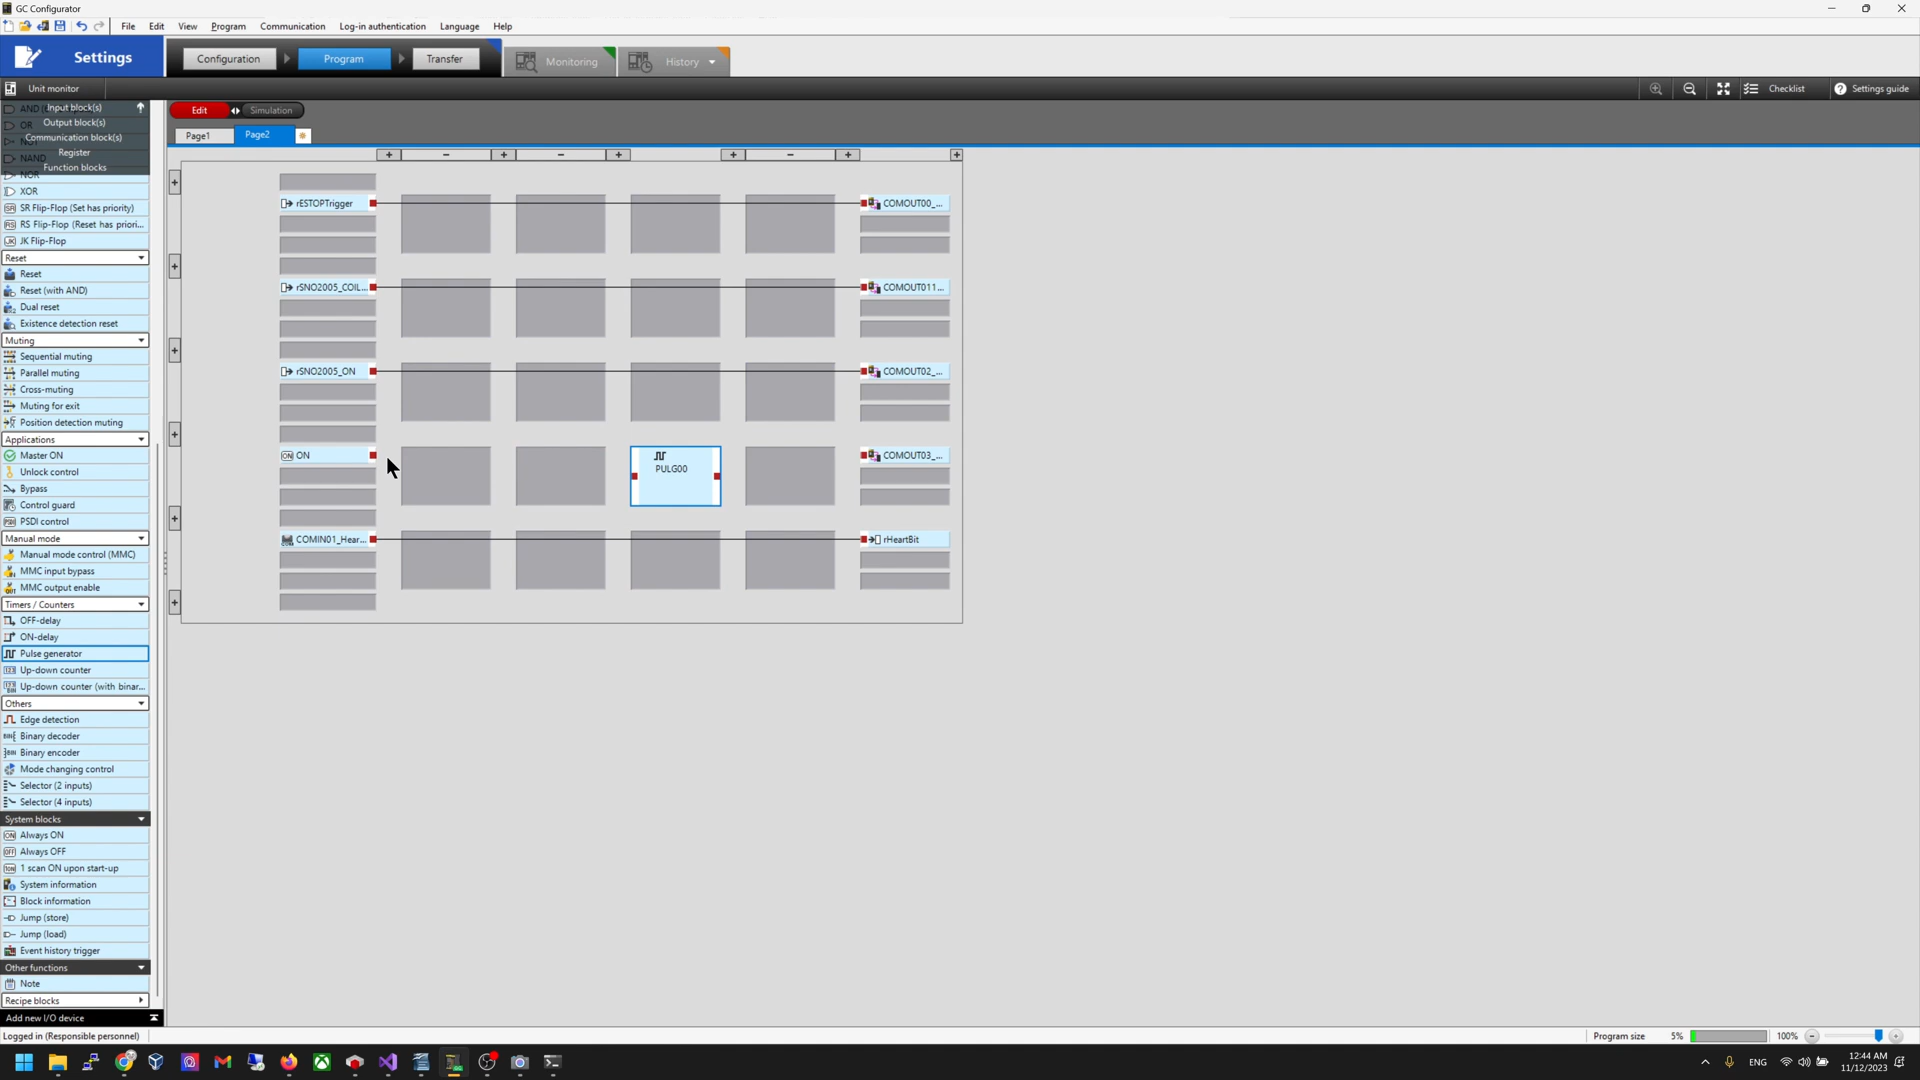 GC Configurator
File Edit View Program Communication Log-in authentication Language Help
Settings
Configuration Program Transfer Monitoring History
Unit monitor Checklist Settings guide
Edit Simulation
Page1 Page2
Input block(s)
Output block(s)
Communication block(s)
Register
Function blocks
AND
OR
NAND
NOR
XOR
SR Flip-Flop (Set has priority)
RS Flip-Flop (Reset has priori...
JK Flip-Flop
Reset
Reset
Reset (with AND)
Dual reset
Existence detection reset
Muting
Sequential muting
Parallel muting
Cross-muting
Muting for exit
Position detection muting
Applications
Master ON
Unlock control
Bypass
Control guard
PSDI control
Manual mode
Manual mode control (MMC)
MMC input bypass
MMC output enable
Timers / Counters
OFF-delay
ON-delay
Pulse generator
Up-down counter
Up-down counter (with binar...
Others
Edge detection
Binary decoder
Binary encoder
Mode changing control
Selector (2 inputs)
Selector (4 inputs)
System blocks
Always ON
Always OFF
1 scan ON upon start-up
System information
Block information
Jump (store)
Jump (load)
Event history trigger
Other functions
Note
Recipe blocks
Add new I/O device
rESTOPTrigger COMOUT00_...
rSNO2005_COIL... COMOUT011...
rSNO2005_ON COMOUT02_...
ON PULG00 COMOUT03_...
COMIN01_Hear... rHeartBit
Logged in (Responsible personnel) Program size 5% 100%
ENG
12:44 AM
11/12/2023